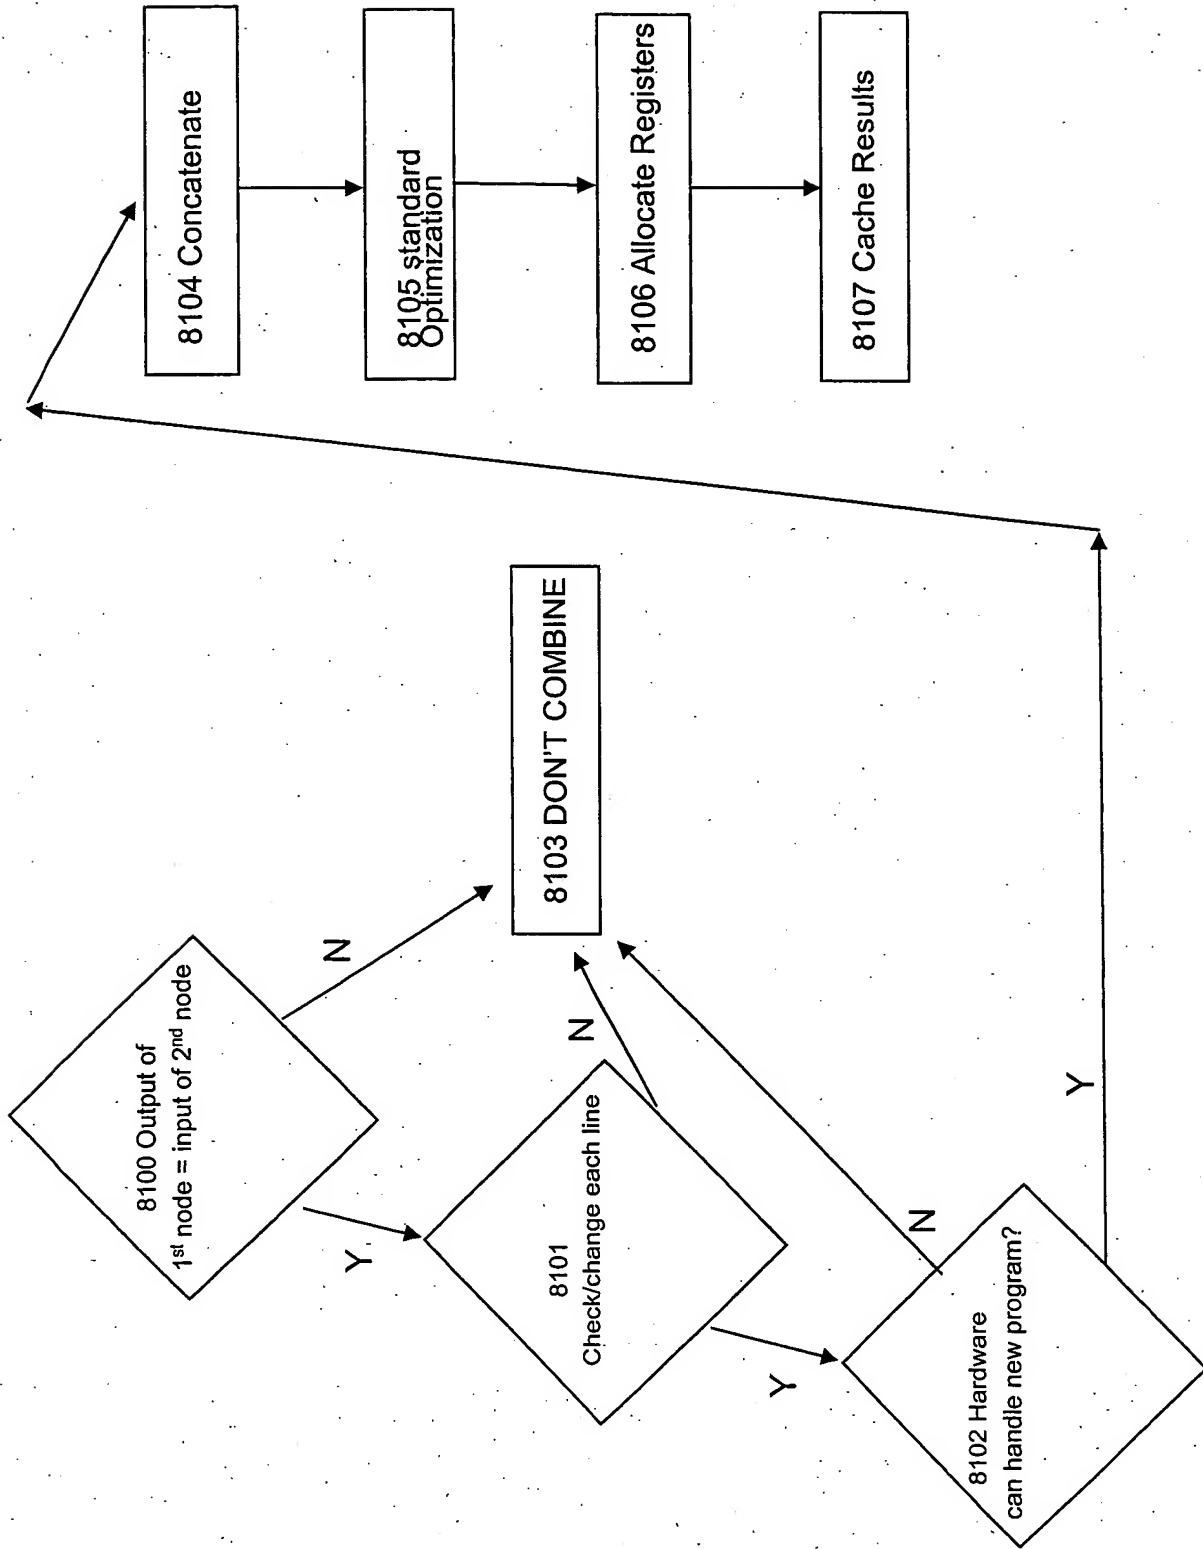 8100 Output of
1st node = input of 2nd node
N
Y
8101
Check/change each line
N
Y
8102 Hardware
can handle new program?
N
Y
8103 DON'T COMBINE
8104 Concatenate
8105 standard
Optimization
8106 Allocate Registers
8107 Cache Results